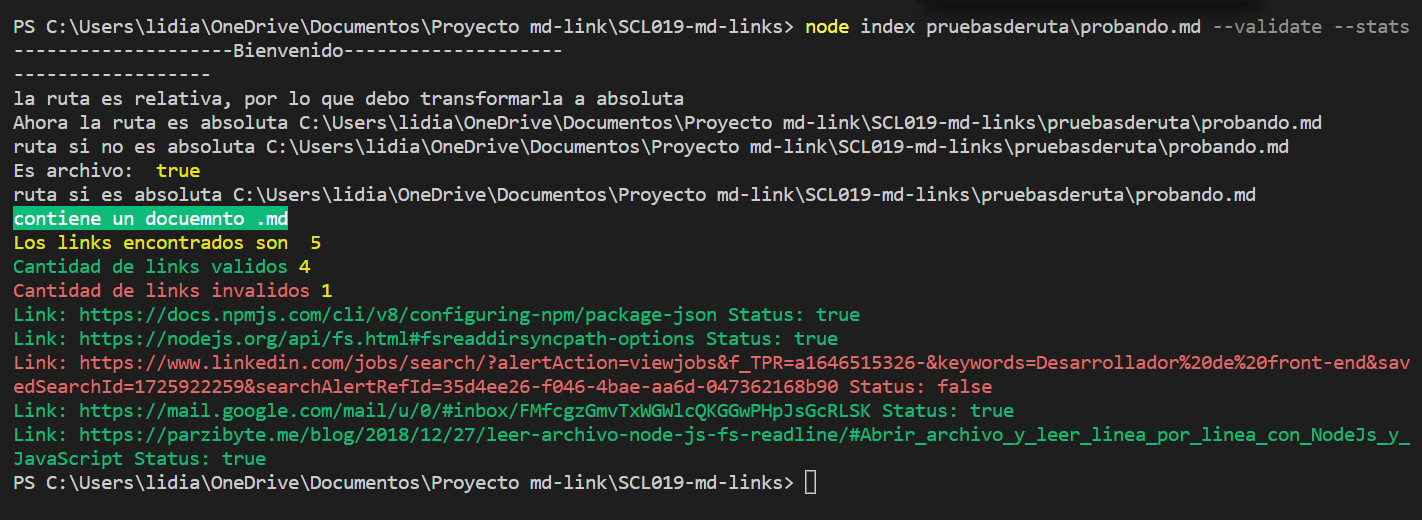 PS C:\Users\lidia\OneDrive\Documentos\Proyecto md-link\SCL019-md-links> node index pruebasderuta\probando.md --validate --stats
--------------------Bienvenido--------------------
------------------
la ruta es relativa, por lo que debo transformarla a absoluta
Ahora la ruta es absoluta C:\Users\lidia\OneDrive\Documentos\Proyecto md-link\SCL019-md-links\pruebasderuta\probando.md
ruta si no es absoluta C:\Users\lidia\OneDrive\Documentos\Proyecto md-link\SCL019-md-links\pruebasderuta\probando.md
Es archivo:  true
ruta si es absoluta C:\Users\lidia\OneDrive\Documentos\Proyecto md-link\SCL019-md-links\pruebasderuta\probando.md
contiene un docuemnto .md
Los links encontrados son  5
Cantidad de links validos 4
Cantidad de links invalidos 1
Link: https://docs.npmjs.com/cli/v8/configuring-npm/package-json Status: true
Link: https://nodejs.org/api/fs.html#fsreaddirsyncpath-options Status: true
Link: https://www.linkedin.com/jobs/search/?alertAction=viewjobs&f_TPR=a1646515326-&keywords=Desarrollador%20de%20front-end&sav
edSearchId=1725922259&searchAlertRefId=35d4ee26-f046-4bae-aa6d-047362168b90 Status: false
Link: https://mail.google.com/mail/u/0/#inbox/FMfcgzGmvTxWGWlcQKGGwPHpJsGcRLSK Status: true
Link: https://parzibyte.me/blog/2018/12/27/leer-archivo-node-js-fs-readline/#Abrir_archivo_y_leer_linea_por_linea_con_NodeJs_y_
JavaScript Status: true
PS C:\Users\lidia\OneDrive\Documentos\Proyecto md-link\SCL019-md-links>